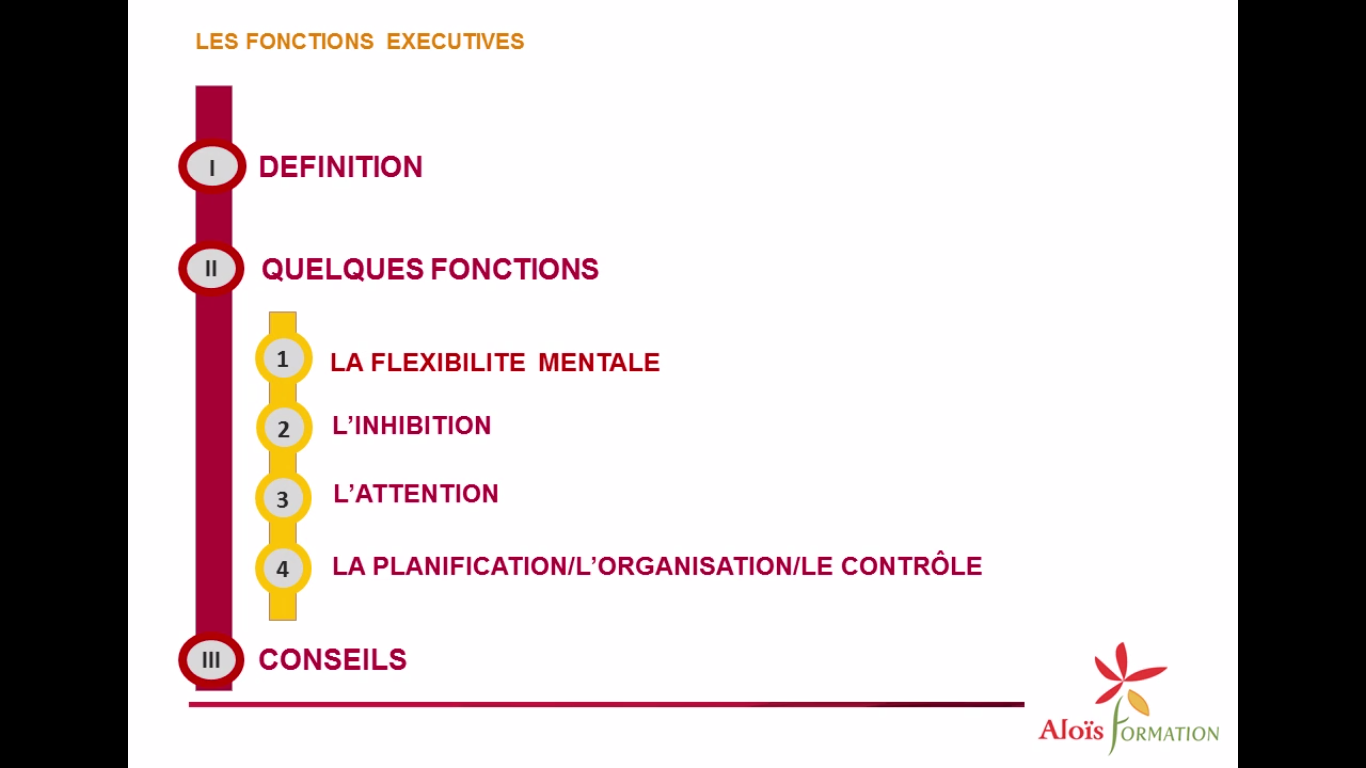 LES FONCTIONS EXECUTIVES
I DEFINITION
II QUELQUES FONCTIONS
1 LA FLEXIBILITE MENTALE
2 L’INHIBITION
3 L’ATTENTION
4 LA PLANIFICATION/L’ORGANISATION/LE CONTRÔLE
III CONSEILS
Aloïs FORMATION